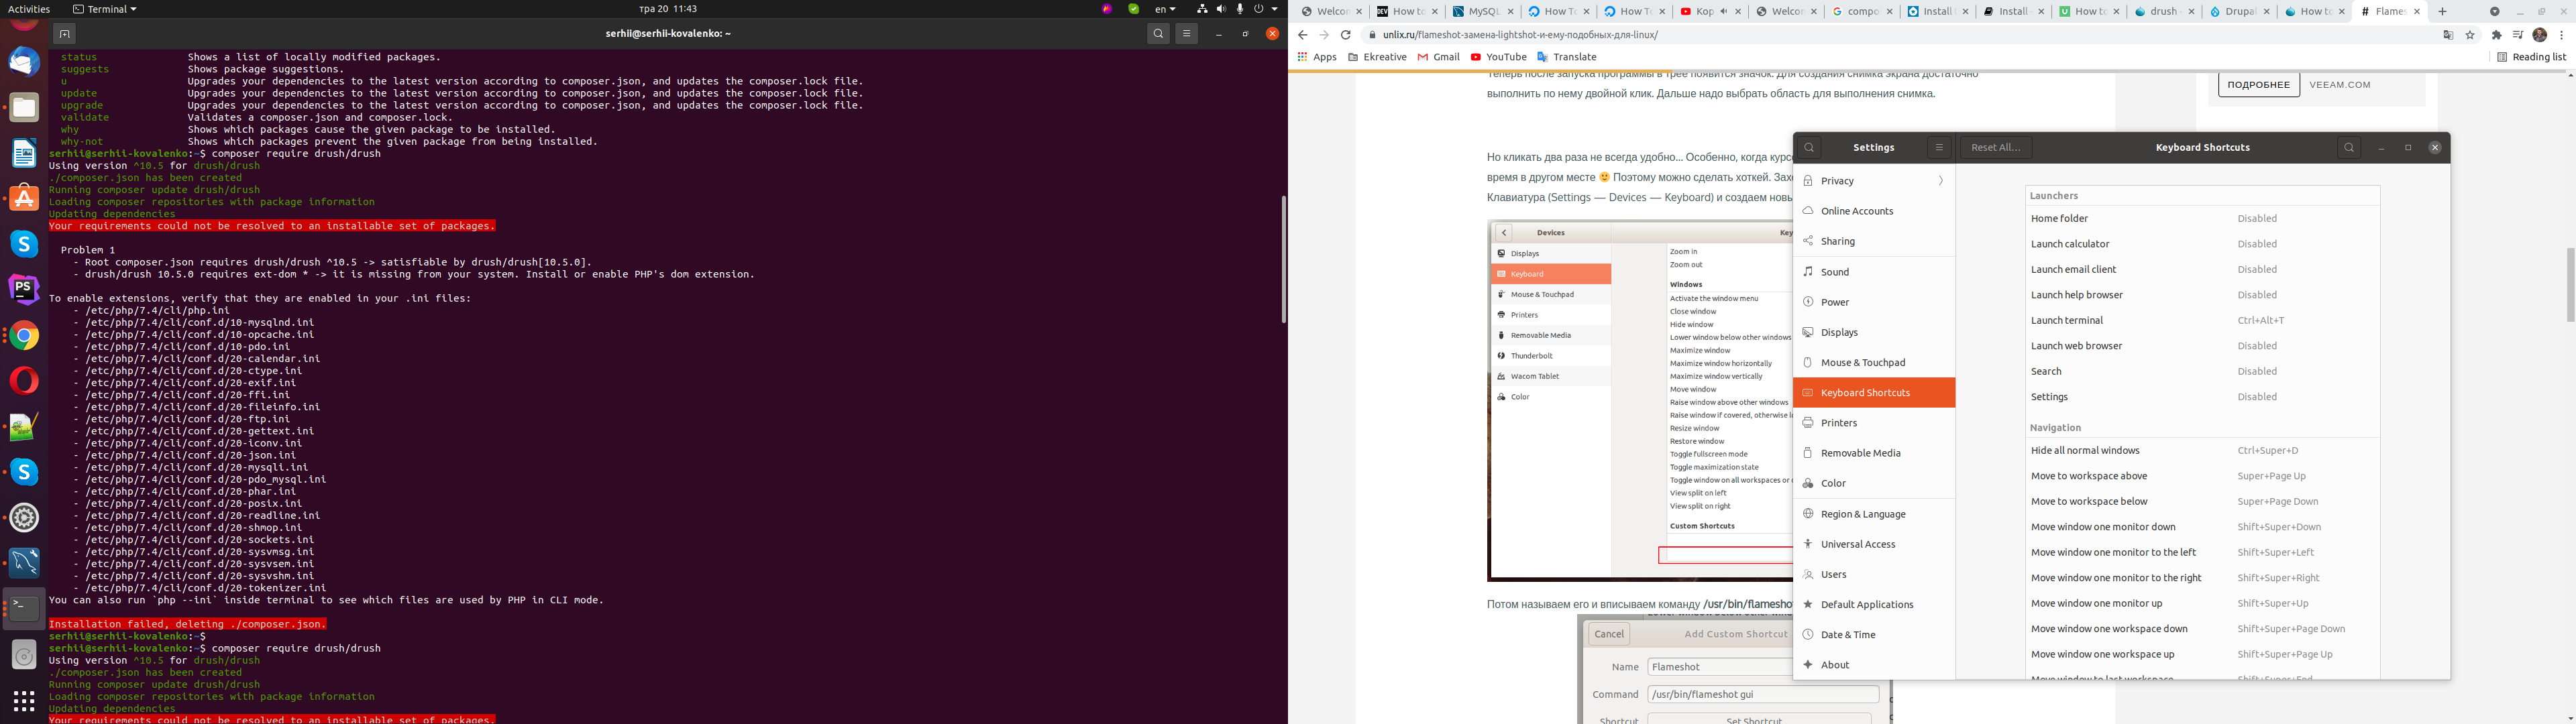 Activities
Terminal
тра 20 11:43
en
serhii@serhii-kovalenko: ~
status Shows a list of locally modified packages.
suggests Shows package suggestions.
u Upgrades your dependencies to the latest version according to composer.json, and updates the composer.lock file.
update Upgrades your dependencies to the latest version according to composer.json, and updates the composer.lock file.
upgrade Upgrades your dependencies to the latest version according to composer.json, and updates the composer.lock file.
validate Validates a composer.json and composer.lock.
why Shows which packages cause the given package to be installed.
why-not Shows which packages prevent the given package from being installed.
serhii@serhii-kovalenko:~$ composer require drush/drush
Using version ^10.5 for drush/drush
./composer.json has been created
Running composer update drush/drush
Loading composer repositories with package information
Updating dependencies
Your requirements could not be resolved to an installable set of packages.
Problem 1
- Root composer.json requires drush/drush ^10.5 -> satisfiable by drush/drush[10.5.0].
- drush/drush 10.5.0 requires ext-dom * -> it is missing from your system. Install or enable PHP's dom extension.
To enable extensions, verify that they are enabled in your .ini files:
- /etc/php/7.4/cli/php.ini
- /etc/php/7.4/cli/conf.d/10-mysqlnd.ini
- /etc/php/7.4/cli/conf.d/10-opcache.ini
- /etc/php/7.4/cli/conf.d/10-pdo.ini
- /etc/php/7.4/cli/conf.d/20-calendar.ini
- /etc/php/7.4/cli/conf.d/20-ctype.ini
- /etc/php/7.4/cli/conf.d/20-exif.ini
- /etc/php/7.4/cli/conf.d/20-ffi.ini
- /etc/php/7.4/cli/conf.d/20-fileinfo.ini
- /etc/php/7.4/cli/conf.d/20-ftp.ini
- /etc/php/7.4/cli/conf.d/20-gettext.ini
- /etc/php/7.4/cli/conf.d/20-iconv.ini
- /etc/php/7.4/cli/conf.d/20-json.ini
- /etc/php/7.4/cli/conf.d/20-mysqli.ini
- /etc/php/7.4/cli/conf.d/20-pdo_mysql.ini
- /etc/php/7.4/cli/conf.d/20-phar.ini
- /etc/php/7.4/cli/conf.d/20-posix.ini
- /etc/php/7.4/cli/conf.d/20-readline.ini
- /etc/php/7.4/cli/conf.d/20-shmop.ini
- /etc/php/7.4/cli/conf.d/20-sockets.ini
- /etc/php/7.4/cli/conf.d/20-sysvmsg.ini
- /etc/php/7.4/cli/conf.d/20-sysvsem.ini
- /etc/php/7.4/cli/conf.d/20-sysvshm.ini
- /etc/php/7.4/cli/conf.d/20-tokenizer.ini
You can also run `php --ini` inside terminal to see which files are used by PHP in CLI mode.
Installation failed, deleting ./composer.json.
serhii@serhii-kovalenko:~$
serhii@serhii-kovalenko:~$ composer require drush/drush
Using version ^10.5 for drush/drush
./composer.json has been created
Running composer update drush/drush
Loading composer repositories with package information
Updating dependencies
Your requirements could not be resolved to an installable set of packages.
Welcom
How to
MySQL
How To
How To
Кор
Welcom
compo
Install
Install
How to
drush
Drupal
How to
Flames
unlix.ru/flameshot-замена-lightshot-и-ему-подобных-для-linux/
Apps
Ekreative
Gmail
YouTube
Translate
Reading list
Теперь после запуска программы в трее появится значок. Для создания снимка экрана достаточно
выполнить по нему двойной клик. Дальше надо выбрать область для выполнения снимка.
ПОДРОБНЕЕ
VEEAM.COM
Но кликать два раза не всегда удобно… Особенно, когда
время в другом месте 🙂 Поэтому можно сделать хоткей.
Клавиатура (Settings — Devices — Keyboard) и создаем
Devices
Displays
Keyboard
Mouse & Touchpad
Printers
Removable Media
Thunderbolt
Wacom Tablet
Color
Zoom in
Zoom out
Windows
Activate the window menu
Close window
Hide window
Lower window below other windows
Maximize window
Maximize window horizontally
Maximize window vertically
Move window
Raise window above other windows
Raise window if covered, otherwise
Resize window
Restore window
Toggle fullscreen mode
Toggle maximization state
Toggle window on all workspaces or
View split on left
View split on right
Custom Shortcuts
Потом называем его и вписываем команду /usr/bin/flameshot
Cancel
Add Custom Shortcut
Name Flameshot
Command /usr/bin/flameshot gui
Shortcut Set Shortcut
Settings
Reset All...
Keyboard Shortcuts
Privacy
Online Accounts
Sharing
Sound
Power
Displays
Mouse & Touchpad
Keyboard Shortcuts
Printers
Removable Media
Color
Region & Language
Universal Access
Users
Default Applications
Date & Time
About
Launchers
Home folder Disabled
Launch calculator Disabled
Launch email client Disabled
Launch help browser Disabled
Launch terminal Ctrl+Alt+T
Launch web browser Disabled
Search Disabled
Settings Disabled
Navigation
Hide all normal windows Ctrl+Super+D
Move to workspace above Super+Page Up
Move to workspace below Super+Page Down
Move window one monitor down Shift+Super+Down
Move window one monitor to the left Shift+Super+Left
Move window one monitor to the right Shift+Super+Right
Move window one monitor up Shift+Super+Up
Move window one workspace down Shift+Super+Page Down
Move window one workspace up Shift+Super+Page Up
Move window to last workspace Shift+Super+End